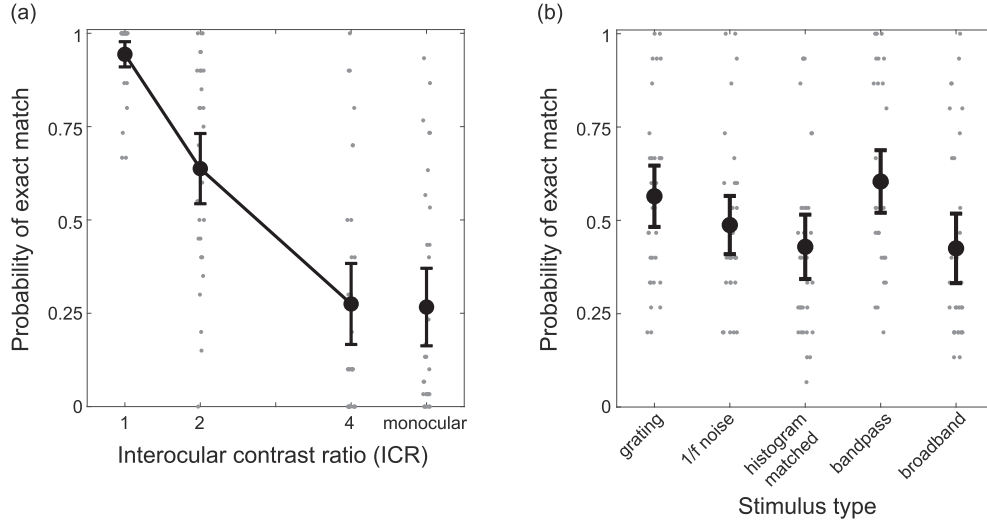 (a)
Probability of exact match
1
0.75
0.5
0.25
0
1
2
4
monocular
Interocular contrast ratio (ICR)
(b)
Probability of exact match
1
0.75
0.5
0.25
0
grating
1/f noise
histogram
matched
bandpass
broadband
Stimulus type